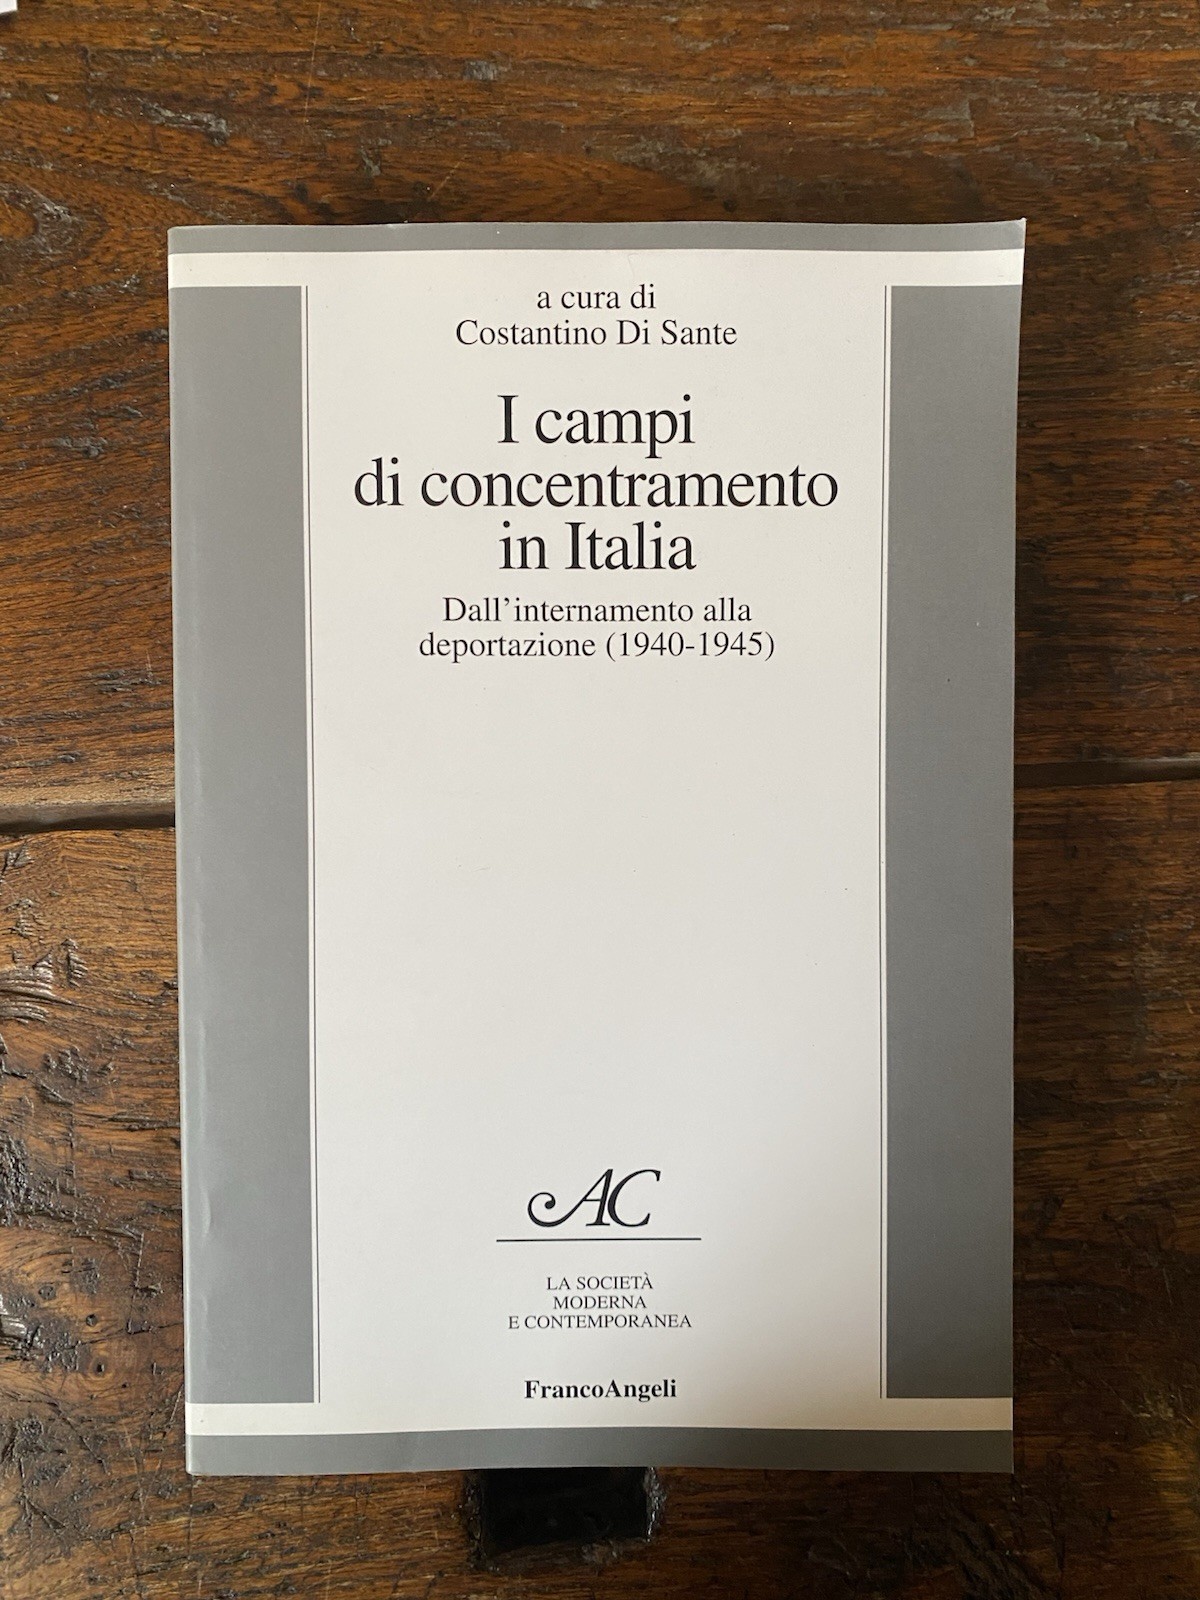 a cura di
Costantino Di Sante
I campi
di concentramento
in Italia
Dall'internamento alla
deportazione (1940-1945)
AC
LA SOCIETÀ
MODERNA
E CONTEMPORANEA
FrancoAngeli